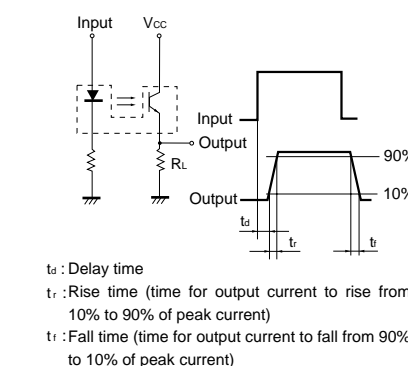 Input
VCC
Input
Output
RL
90%
Output
10%
td
tr
tf
td : Delay time
tr : Rise time (time for output current to rise from
10% to 90% of peak current)
tf : Fall time (time for output current to fall from 90%
to 10% of peak current)